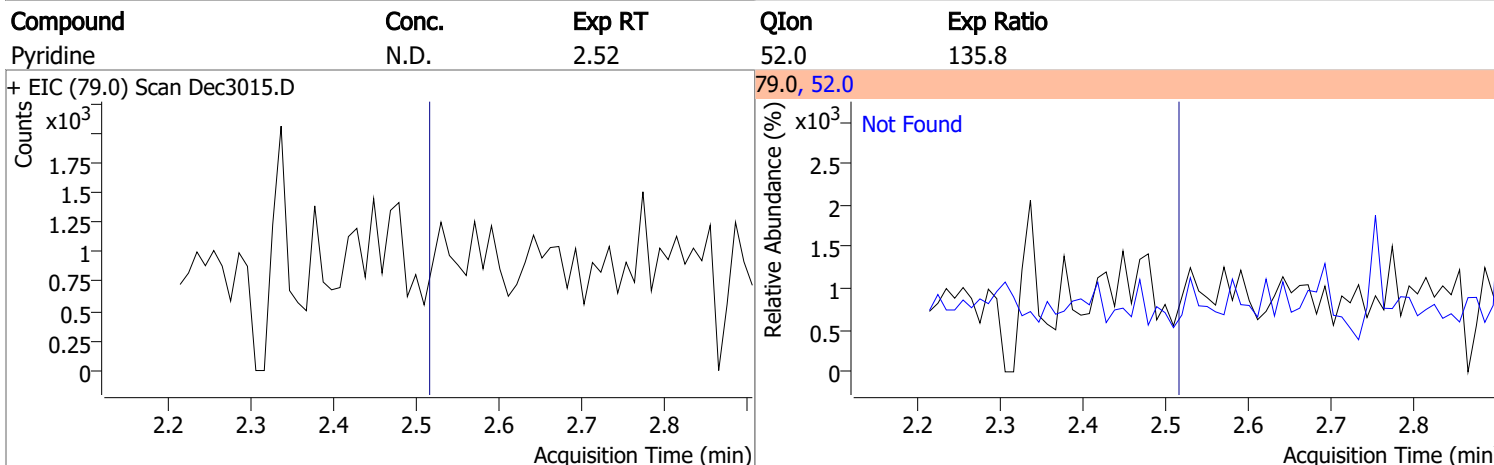 Compound Conc. Exp RT QIon Exp Ratio
Pyridine N.D. 2.52 52.0 135.8
+ EIC (79.0) Scan Dec3015.D
Counts
x10³
1.75
1.5
1.25
1
0.75
0.5
0.25
0
2.2 2.3 2.4 2.5 2.6 2.7 2.8
Acquisition Time (min)
79.0, 52.0
Relative Abundance (%)
x10³
Not Found
2.5
2
1.5
1
0.5
0
2.2 2.3 2.4 2.5 2.6 2.7 2.8
Acquisition Time (min